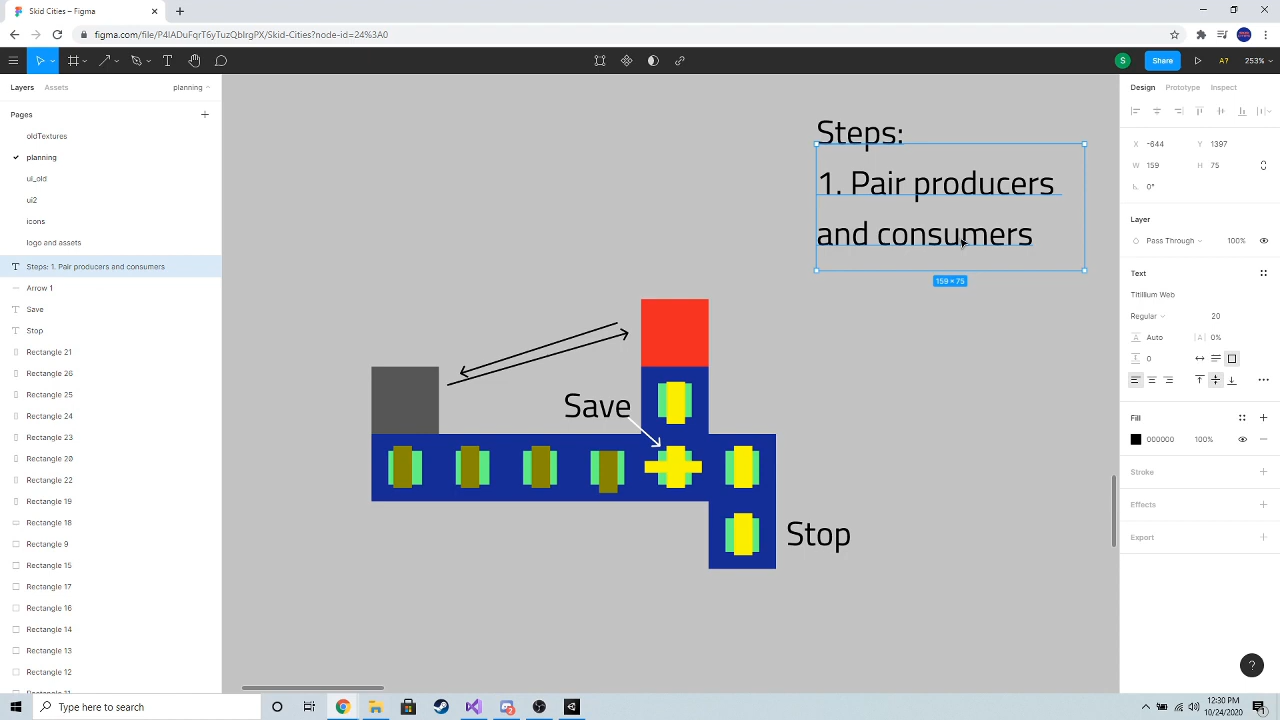 Skid Cities – Figma
figma.com/file/P4IADuFqrT6yTuQbIrgPX/Skid-Cities?node-id=24%3A0
S
Share
A?
253%
Layers
Assets
planning
Design
Prototype
Inspect
Pages
oldTextures
planning
ui_old
ui2
icons
logo and assets
Steps: 1. Pair producers and consumers
Arrow 1
Save
Stop
Rectangle 21
Rectangle 26
Rectangle 25
Rectangle 24
Rectangle 23
Rectangle 20
Rectangle 22
Rectangle 19
Rectangle 18
Rectangle 9
Rectangle 15
Rectangle 17
Rectangle 16
Rectangle 14
Rectangle 13
Rectangle 12
Steps:
1. Pair producers
and consumers
159 × 75
Save
Stop
X -644 Y 1397
W 159 H 75
0°
Layer
Pass Through 100%
Text
Titillium Web
Regular 20
Auto 0%
0
Fill
000000 100%
Stroke
Effects
Export
?
Type here to search
12:30 PM
10/24/2020
1